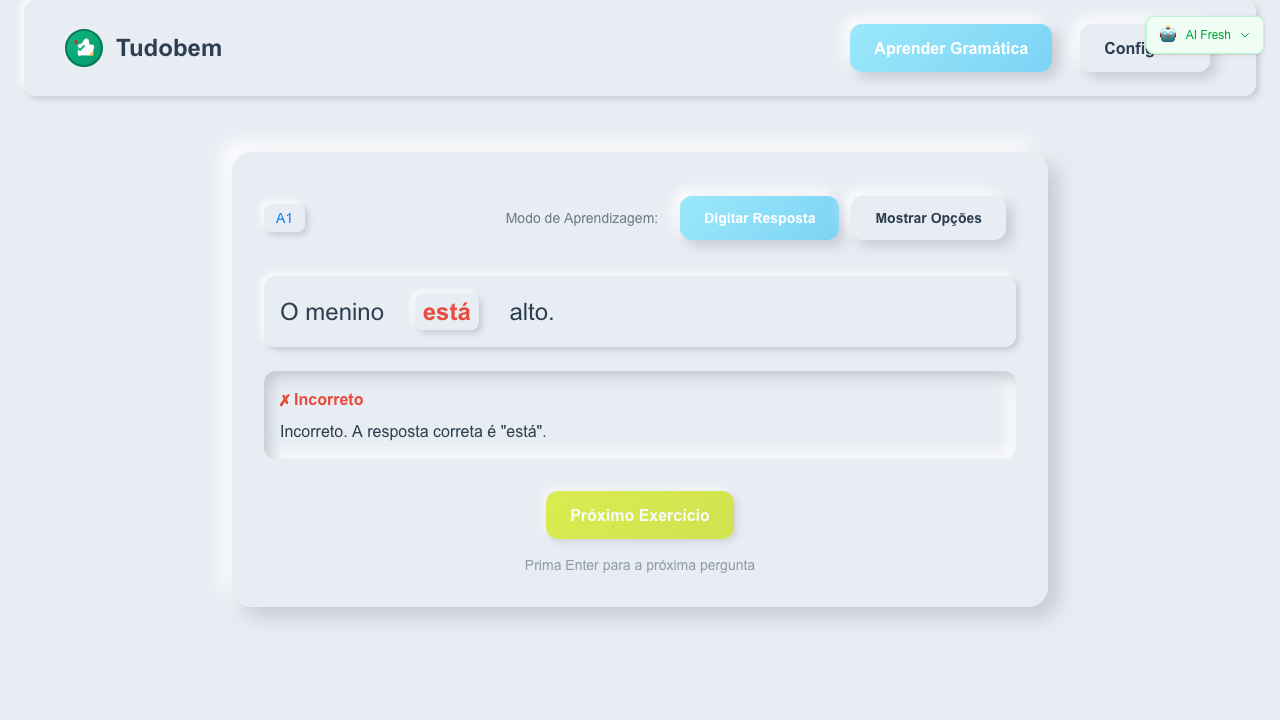 Tudobem
Aprender Gramática
Config
AI Fresh
A1
Modo de Aprendizagem:
Digitar Resposta
Mostrar Opções
O menino está alto.
✗ Incorreto
Incorreto. A resposta correta é "está".
Próximo Exercício
Prima Enter para a próxima pergunta